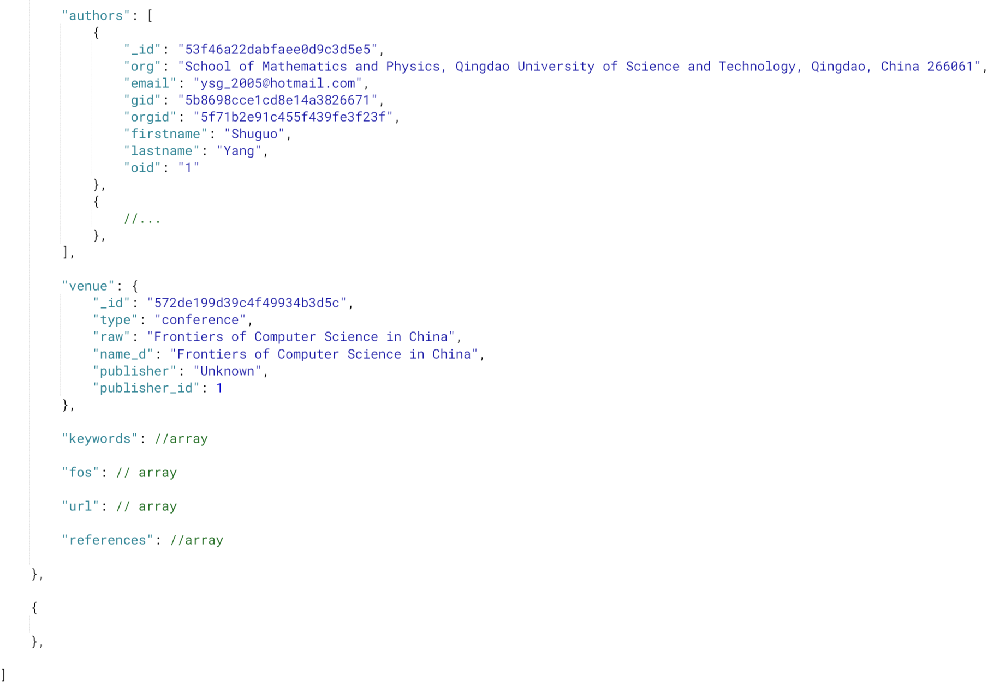 "authors": [
{
"_id": "53f46a22dabfaee0d9c3d5e5",
"org": "School of Mathematics and Physics, Qingdao University of Science and Technology, Qingdao, China 266061",
"email": "ysg_2005@hotmail.com",
"gid": "5b8698cce1cd8e14a3826671",
"orgid": "5f71b2e91c455f439fe3f23f",
"firstname": "Shuguo",
"lastname": "Yang",
"oid": "1"
},
{
//...
},
],
"venue": {
"_id": "572de199d39c4f49934b3d5c",
"type": "conference",
"raw": "Frontiers of Computer Science in China",
"name_d": "Frontiers of Computer Science in China",
"publisher": "Unknown",
"publisher_id": 1
},
"keywords": //array
"fos": // array
"url": // array
"references": //array
},
{
},
]